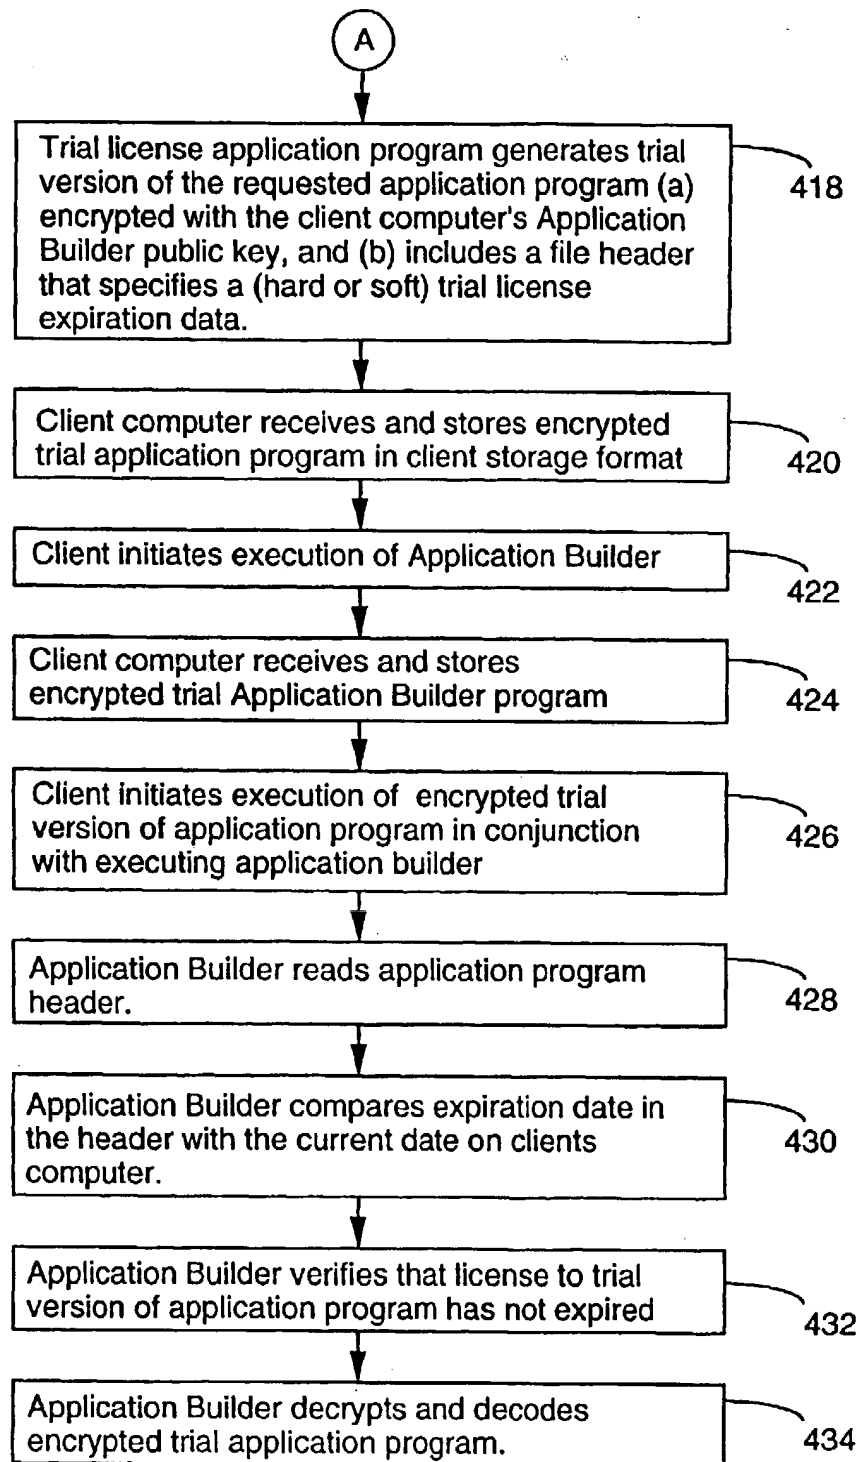 A
Trial license application program generates trial
version of the requested application program (a)
encrypted with the client computer's Application
Builder public key, and (b) includes a file header
that specifies a (hard or soft) trial license
expiration data.
418
Client computer receives and stores encrypted
trial application program in client storage format
420
Client initiates execution of Application Builder
422
Client computer receives and stores
encrypted trial Application Builder program
424
Client initiates execution of encrypted trial
version of application program in conjunction
with executing application builder
426
Application Builder reads application program
header.
428
Application Builder compares expiration date in
the header with the current date on clients
computer.
430
Application Builder verifies that license to trial
version of application program has not expired
432
Application Builder decrypts and decodes
encrypted trial application program.
434